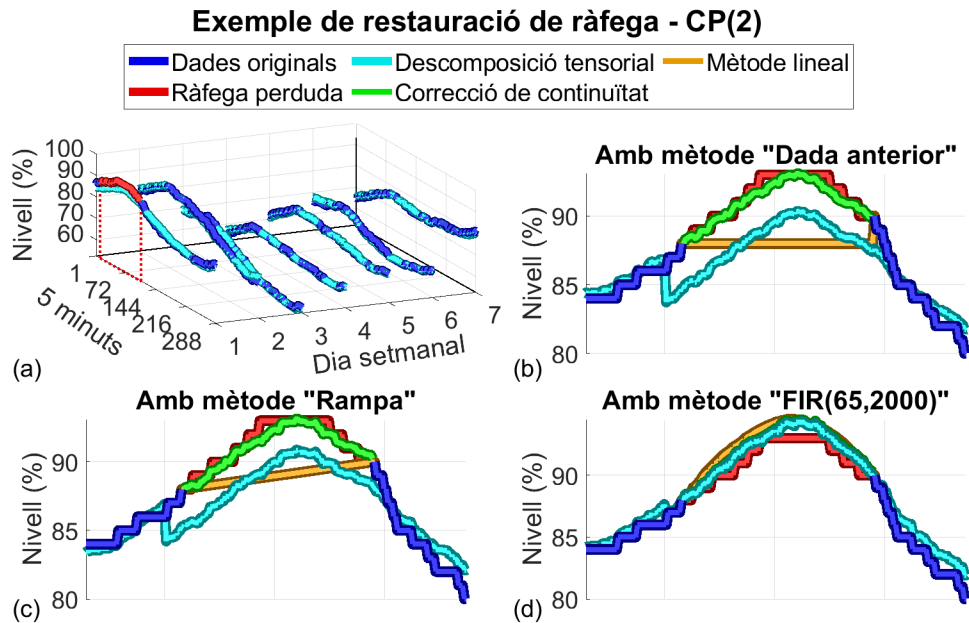 Exemple de restauració de ràfega - CP(2)
Dades originals Descomposició tensorial Mètode lineal
Ràfega perduda Correcció de continuïtat
100
90
80
70
60
Nivell (%)
1
72
144
216
288
5 minuts
1
2
3
4
5
6
7
Dia setmanal
(a)
Amb mètode "Dada anterior"
Nivell (%)
90
85
80
(b)
Amb mètode "Rampa"
Nivell (%)
90
85
80
(c)
Amb mètode "FIR(65,2000)"
Nivell (%)
90
85
80
(d)